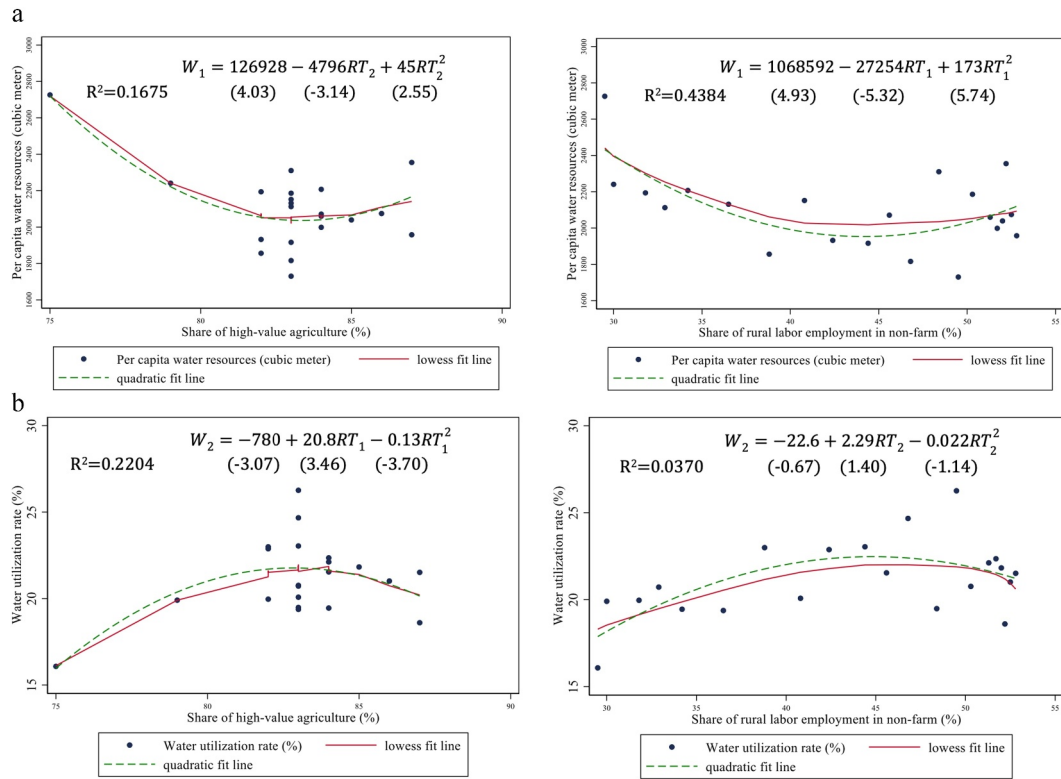 a
W₁ = 126928 − 4796RT₂ + 45RT₂²
R²=0.1675 (4.03) (-3.14) (2.55)
Per capita water resources (cubic meter)
1600 1800 2000 2200 2400 2600 2800 3000
75 80 85 90
Share of high-value agriculture (%)
Per capita water resources (cubic meter) lowess fit line
quadratic fit line
W₁ = 1068592 − 27254RT₁ + 173RT₁²
R²=0.4384 (4.93) (-5.32) (5.74)
Per capita water resources (cubic meter)
1600 1800 2000 2200 2400 2600 2800 3000
30 35 40 45 50 55
Share of rural labor employment in non-farm (%)
Per capita water resources (cubic meter) lowess fit line
quadratic fit line
b
W₂ = −780 + 20.8RT₁ − 0.13RT₁²
R²=0.2204 (-3.07) (3.46) (-3.70)
Water utilization rate (%)
15 20 25 30
75 80 85 90
Share of high-value agriculture (%)
Water utilization rate (%) lowess fit line
quadratic fit line
W₂ = −22.6 + 2.29RT₂ − 0.022RT₂²
R²=0.0370 (-0.67) (1.40) (-1.14)
Water utilization rate (%)
15 20 25 30
30 35 40 45 50 55
Share of rural labor employment in non-farm (%)
Water utilization rate (%) lowess fit line
quadratic fit line